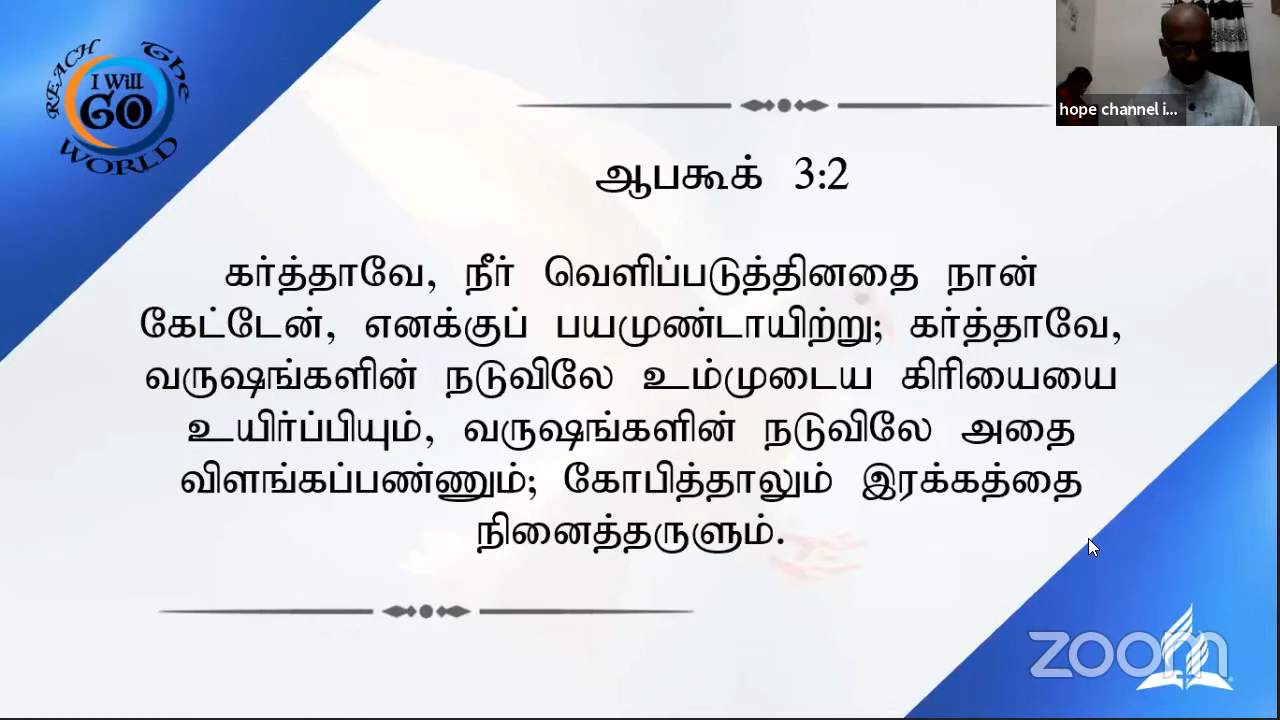 REACH The
I Will
GO
WORLD
hope channel i...
ஆபகூக் 3:2
கர்த்தாவே, நீர் வெளிப்படுத்தினதை நான்
கேட்டேன், எனக்குப் பயமுண்டாயிற்று; கர்த்தாவே,
வருஷங்களின் நடுவிலே உம்முடைய கிரியையை
உயிர்ப்பியும், வருஷங்களின் நடுவிலே அதை
விளங்கப்பண்ணும்; கோபித்தாலும் இரக்கத்தை
நினைத்தருளும்.
zoom